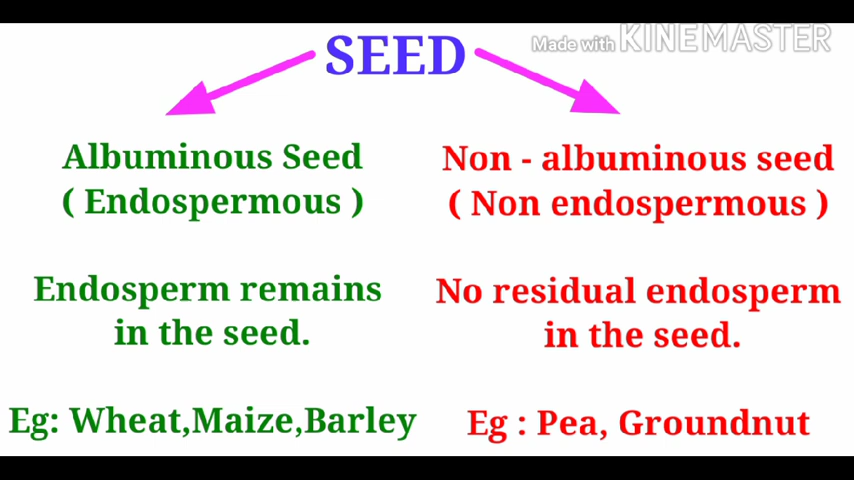 SEED
Made with KINEMASTER
Albuminous Seed
( Endospermous )
Endosperm remains
in the seed.
Eg: Wheat,Maize,Barley
Non - albuminous seed
( Non endospermous )
No residual endosperm
in the seed.
Eg : Pea, Groundnut